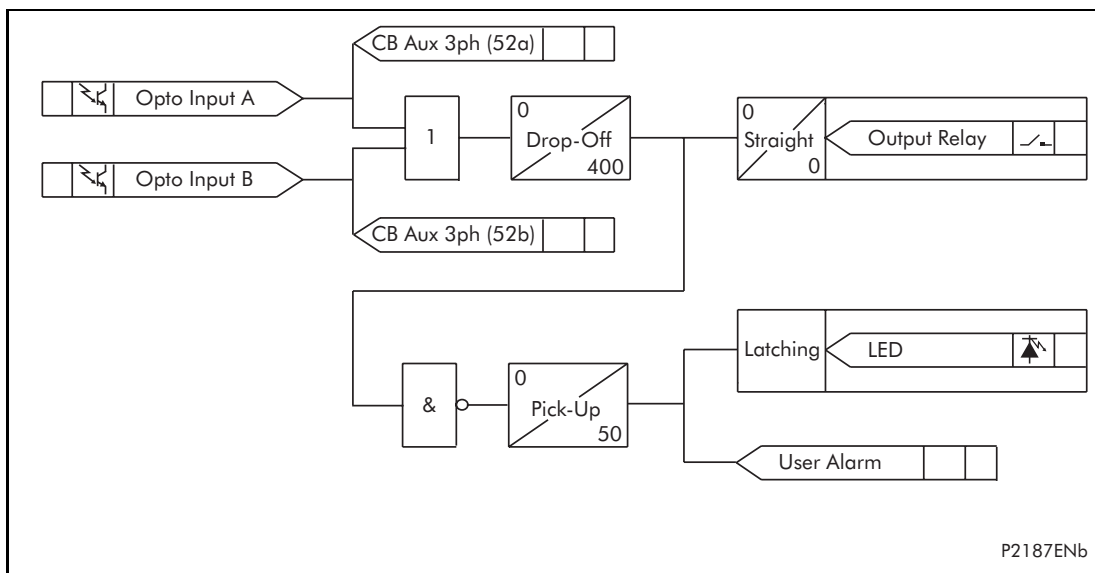 CB Aux 3ph (52a)
Opto Input A
0
0
1
Drop-Off
Straight
Output Relay
400
0
Opto Input B
CB Aux 3ph (52b)
Latching
LED
0
&
Pick-Up
50
User Alarm
P2187ENb